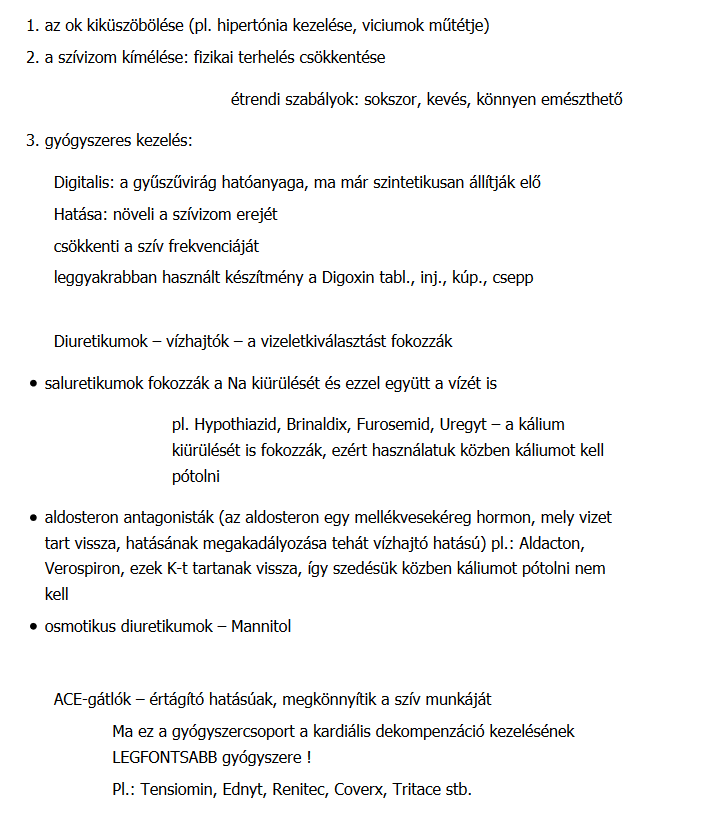 1. az ok kiküszöbölése (pl. hipertónia kezelése, viciumok műtétje)
2. a szívizom kímélése: fizikai terhelés csökkentése
étrendi szabályok: sokszor, kevés, könnyen emészthető
3. gyógyszeres kezelés:
Digitalis: a gyűszűvirág hatóanyaga, ma már szintetikusan állítják elő
Hatása: növeli a szívizom erejét
csökkenti a szív frekvenciáját
leggyakrabban használt készítmény a Digoxin tabl., inj., kúp., csepp
Diuretikumok – vízhajtók – a vizeletkiválasztást fokozzák
• saluretikumok fokozzák a Na kiürülését és ezzel együtt a vízét is
pl. Hypothiazid, Brinaldix, Furosemid, Uregyt – a kálium
kiürülését is fokozzák, ezért használatuk közben káliumot kell
pótolni
• aldosteron antagonisták (az aldosteron egy mellékvesekéreg hormon, mely vizet
tart vissza, hatásának megakadályozása tehát vízhajtó hatású) pl.: Aldacton,
Verospiron, ezek K-t tartanak vissza, így szedésük közben káliumot pótolni nem
kell
• osmotikus diuretikumok – Mannitol
ACE-gátlók – értágító hatásúak, megkönnyítik a szív munkáját
Ma ez a gyógyszercsoport a kardiális dekompenzáció kezelésének
LEGFONTSABB gyógyszere !
Pl.: Tensiomin, Ednyt, Renitec, Coverx, Tritace stb.